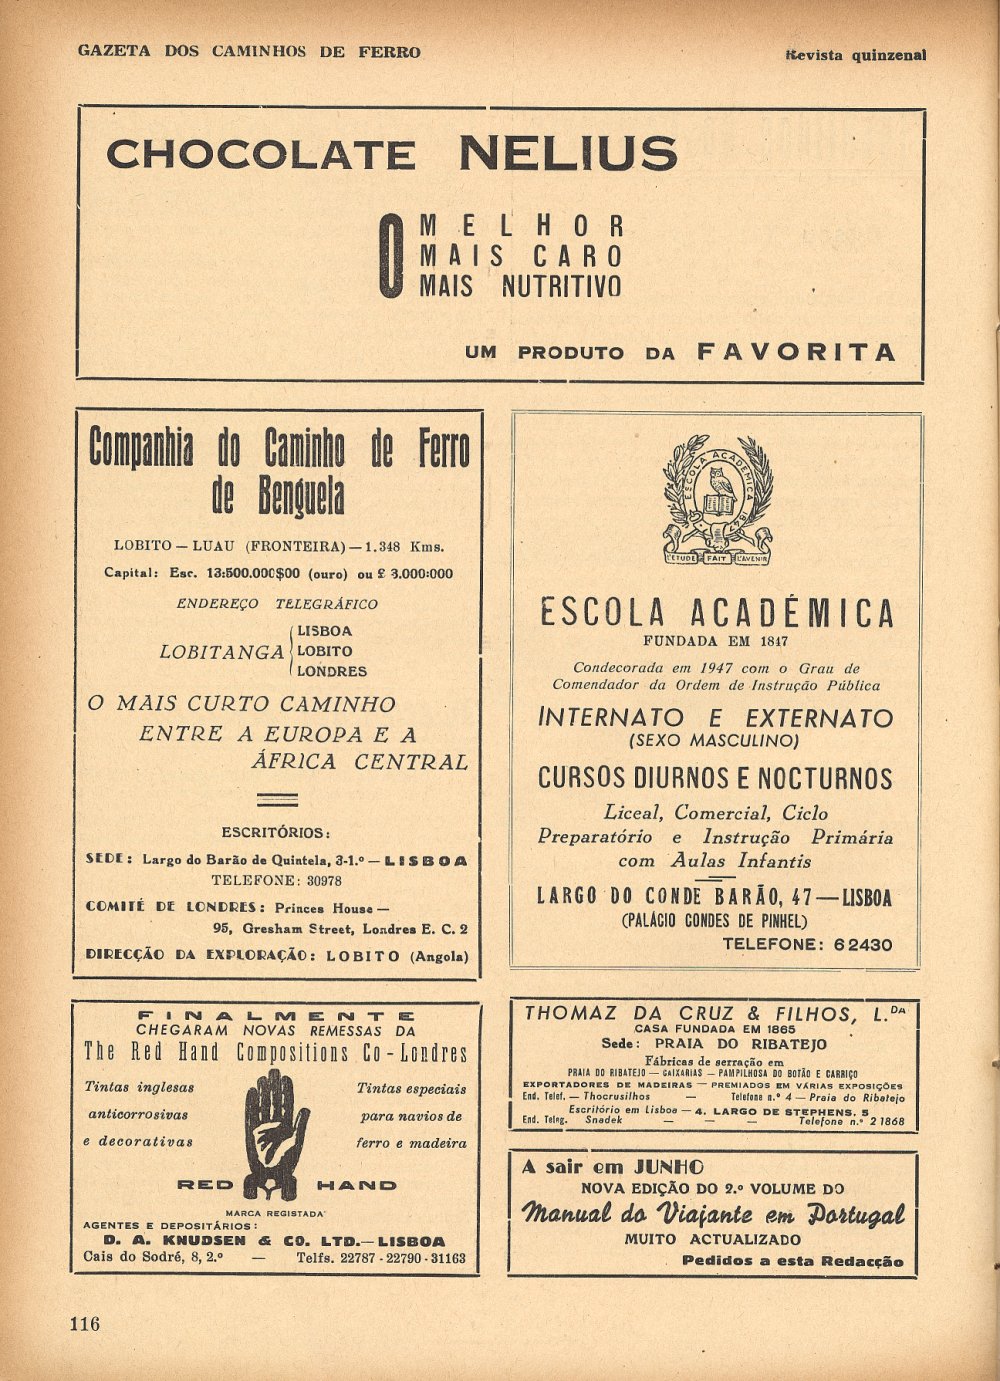 GAZETA DOS CAMINHOS DE FERRO
Revista quinzenal
CHOCOLATE NELIUS
O MELHOR
MAIS CARO
MAIS NUTRITIVO
UM PRODUTO DA FAVORITA
Companhia do Caminho de Ferro
de Benguela
LOBITO — LUAU (FRONTEIRA) — 1.348 Kms.
Capital: Esc. 13:500.000$00 (ouro) ou £ 3.000:000
ENDEREÇO TELEGRÁFICO
LISBOA
LOBITANGA LOBITO
LONDRES
O MAIS CURTO CAMINHO
ENTRE A EUROPA E A
ÁFRICA CENTRAL
ESCRITÓRIOS:
SEDE: Largo do Barão de Quintela, 3-1.º — LISBOA
TELEFONE: 30978
COMITÉ DE LONDRES: Princes House —
95, Gresham Street, Londres E. C. 2
DIRECÇÃO DA EXPLORAÇÃO: LOBITO (Angola)
ESCOLA ACADÉMICA
1847
L'ETUDE FAIT L'AVENIR
ESCOLA ACADÉMICA
FUNDADA EM 1847
Condecorada em 1947 com o Grau de
Comendador da Ordem de Instrução Pública
INTERNATO E EXTERNATO
(SEXO MASCULINO)
CURSOS DIURNOS E NOCTURNOS
Liceal, Comercial, Ciclo
Preparatório e Instrução Primária
com Aulas Infantis
LARGO DO CONDE BARÃO, 47 — LISBOA
(PALÁCIO CONDES DE PINHEL)
TELEFONE: 62430
FINALMENTE
CHEGARAM NOVAS REMESSAS DA
The Red Hand Compositions Co - Londres
Tintas inglesas
anticorrosivas
e decorativas
Tintas especiais
para navios de
ferro e madeira
RED HAND
MARCA REGISTADA
AGENTES E DEPOSITÁRIOS:
D. A. KNUDSEN & CO. LTD. — LISBOA
Cais do Sodré, 8, 2.º — Telfs. 22787 - 22790 - 31163
THOMAZ DA CRUZ & FILHOS, L.DA
CASA FUNDADA EM 1865
Sede: PRAIA DO RIBATEJO
Fábricas de serração em
PRAIA DO RIBATEJO — CAIXARIAS — PAMPILHOSA DO BOTÃO E CARRIÇO
EXPORTADORES DE MADEIRAS — PREMIADOS EM VÁRIAS EXPOSIÇÕES
End. Telef. — Thocrusilhos — Telefone n.º 4 — Praia do Ribatejo
Escritório em Lisboa — 4. LARGO DE STEPHENS. 5
End. Teleg. Snadek — — — Telefone n.º 21868
A sair em JUNHO
NOVA EDIÇÃO DO 2.º VOLUME DO
Manual do Viajante em Portugal
MUITO ACTUALIZADO
Pedidos a esta Redacção
116